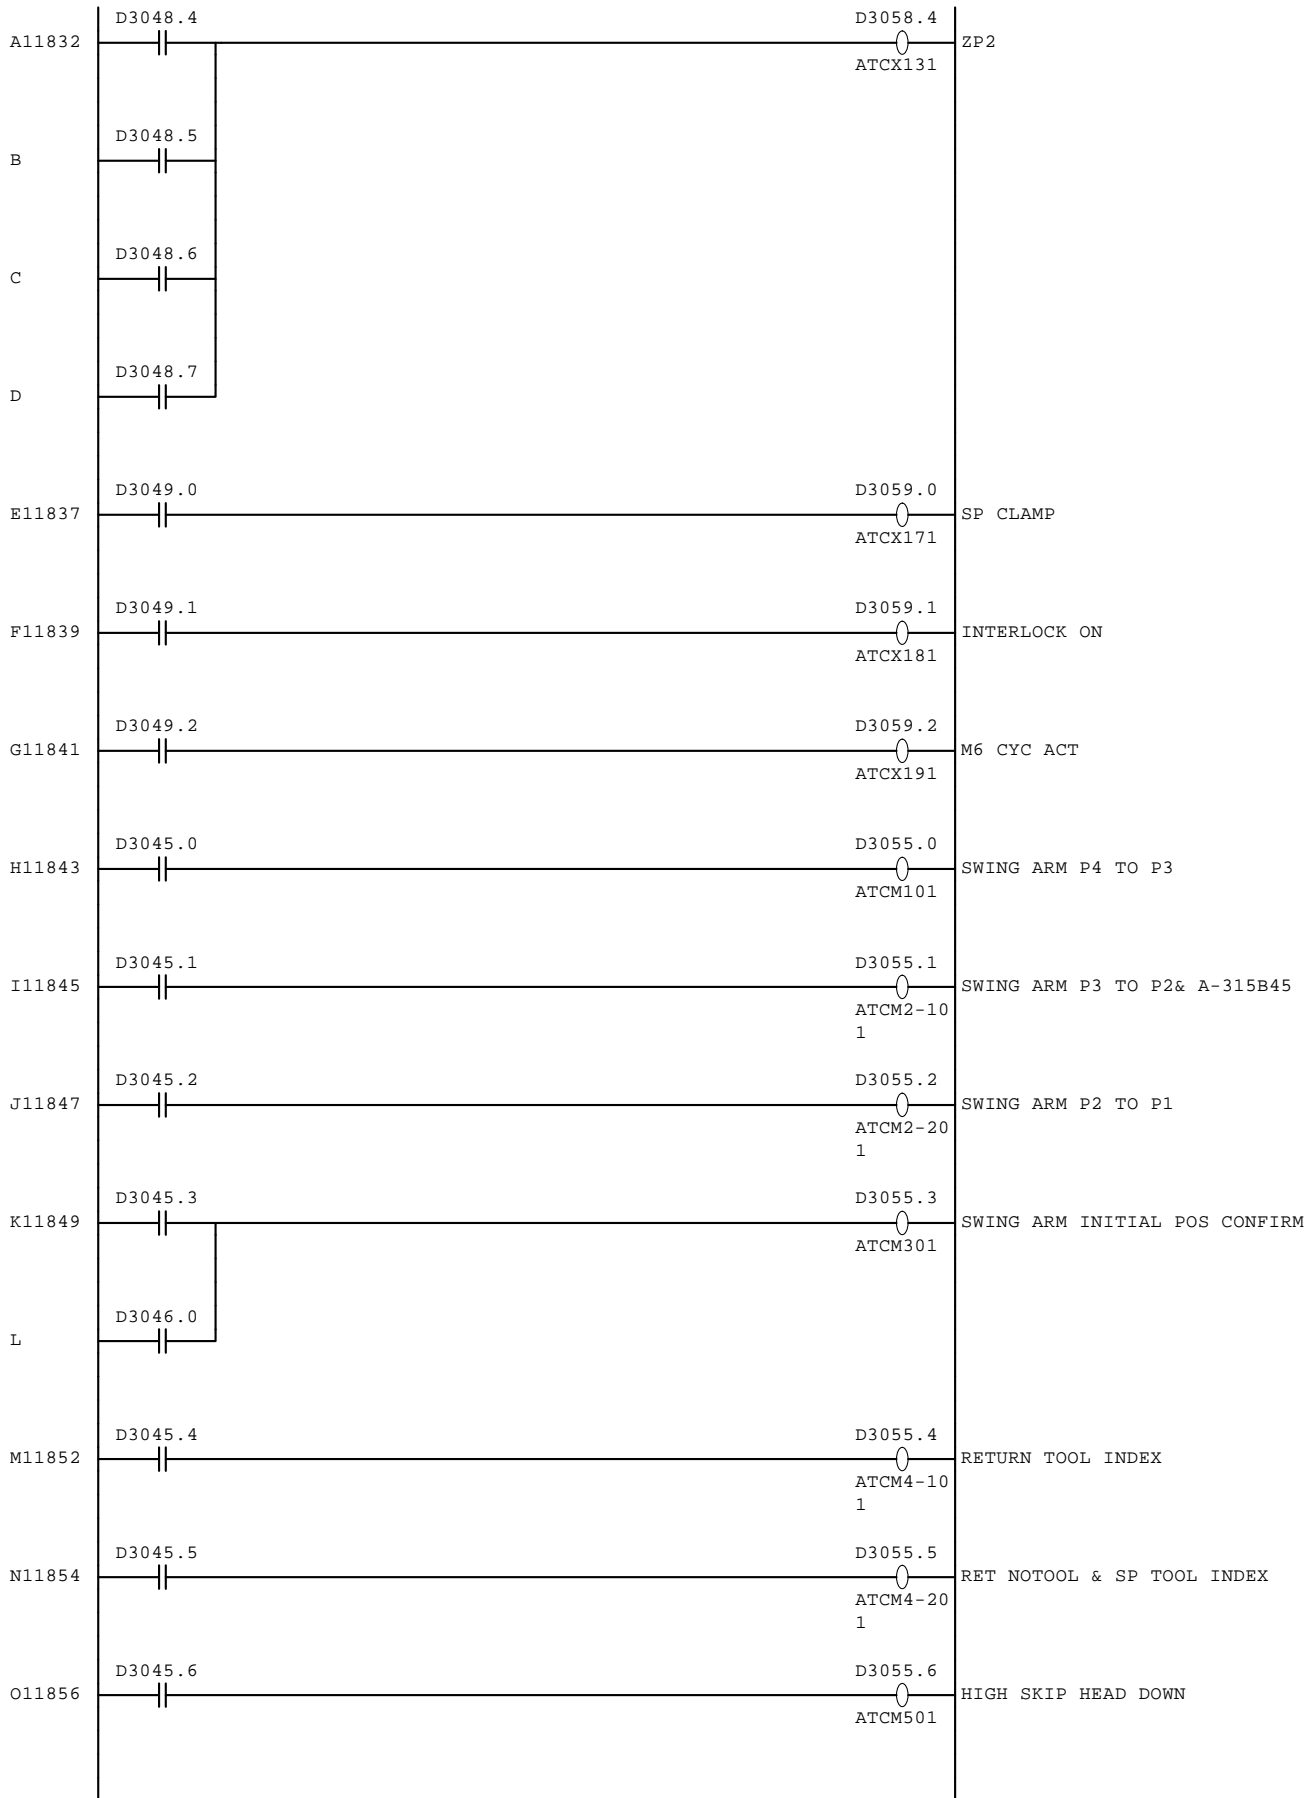 D3048.4 D3058.4
A11832 ZP2
ATCX131
D3048.5
B
D3048.6
C
D3048.7
D
D3049.0 D3059.0
E11837 SP CLAMP
ATCX171
D3049.1 D3059.1
F11839 INTERLOCK ON
ATCX181
D3049.2 D3059.2
G11841 M6 CYC ACT
ATCX191
D3045.0 D3055.0
H11843 SWING ARM P4 TO P3
ATCM101
D3045.1 D3055.1
I11845 SWING ARM P3 TO P2& A-315B45
ATCM2-10
1
D3045.2 D3055.2
J11847 SWING ARM P2 TO P1
ATCM2-20
1
D3045.3 D3055.3
K11849 SWING ARM INITIAL POS CONFIRM
ATCM301
D3046.0
L
D3045.4 D3055.4
M11852 RETURN TOOL INDEX
ATCM4-10
1
D3045.5 D3055.5
N11854 RET NOTOOL & SP TOOL INDEX
ATCM4-20
1
D3045.6 D3055.6
O11856 HIGH SKIP HEAD DOWN
ATCM501